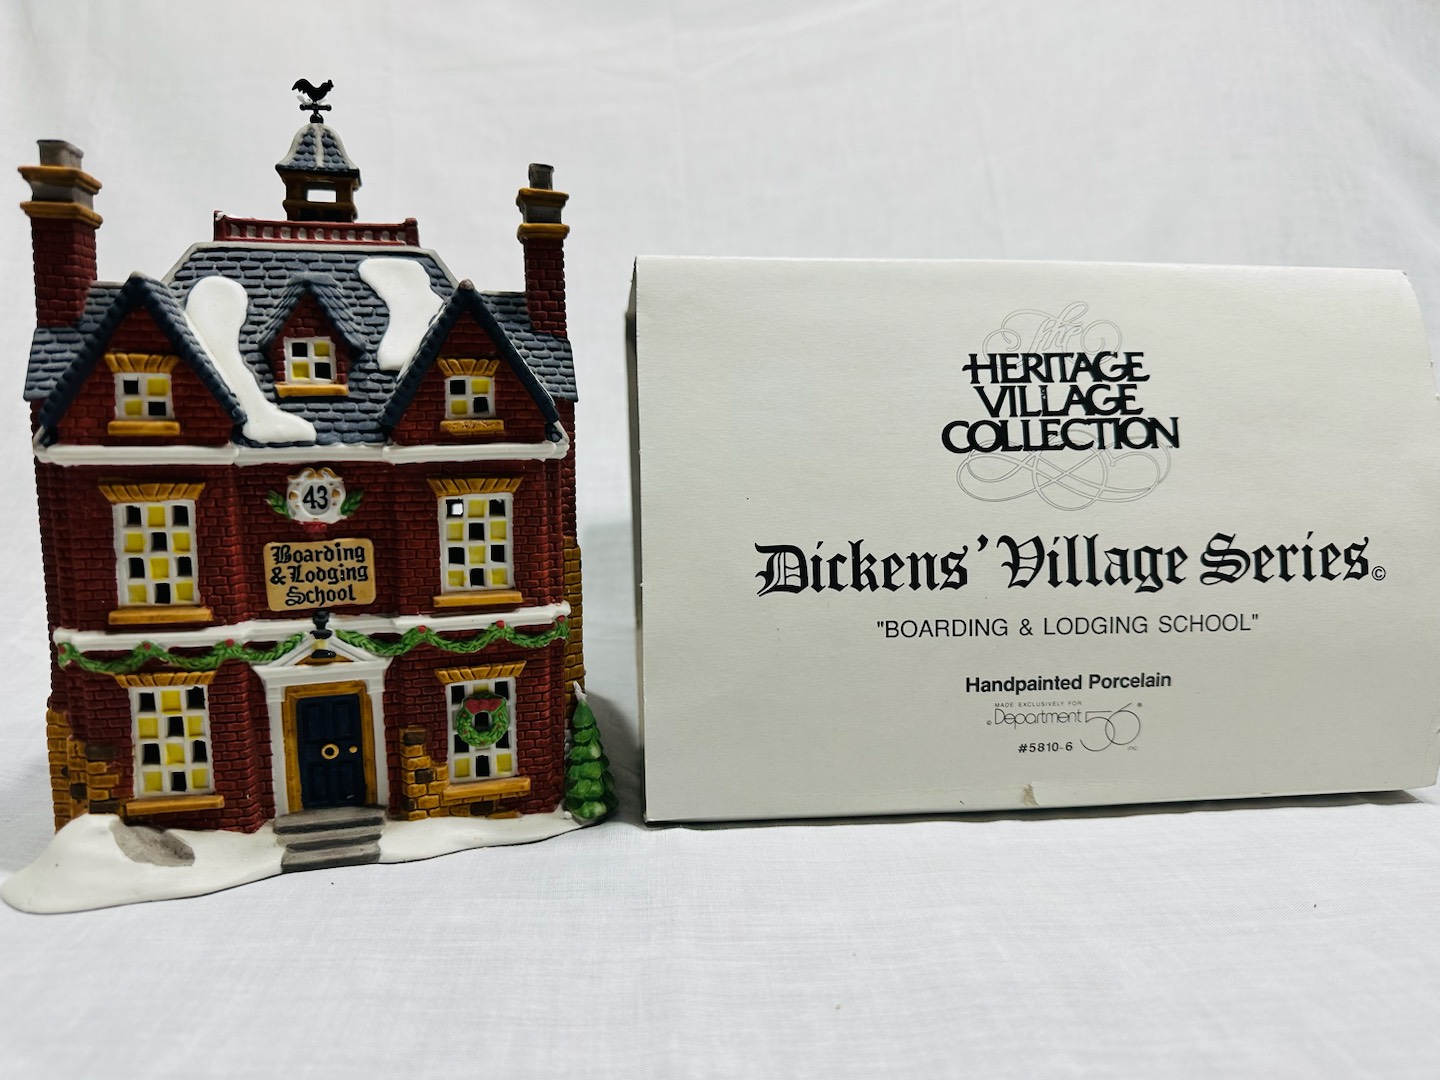 43
Boarding
& Lodging
School
the
HERITAGE
VILLAGE
COLLECTION
Dickens' Village Series©
"BOARDING & LODGING SCHOOL"
Handpainted Porcelain
MADE EXCLUSIVELY FOR
© Department 56® INC.
#5810-6